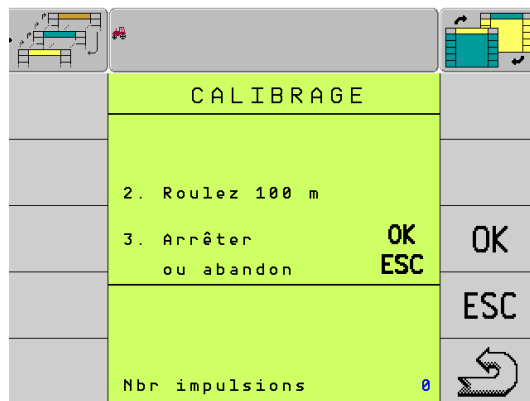 CALIBRAGE
2. Roulez 100 m
3. Arrêter OK
ou abandon ESC
OK
ESC
Nbr impulsions 0